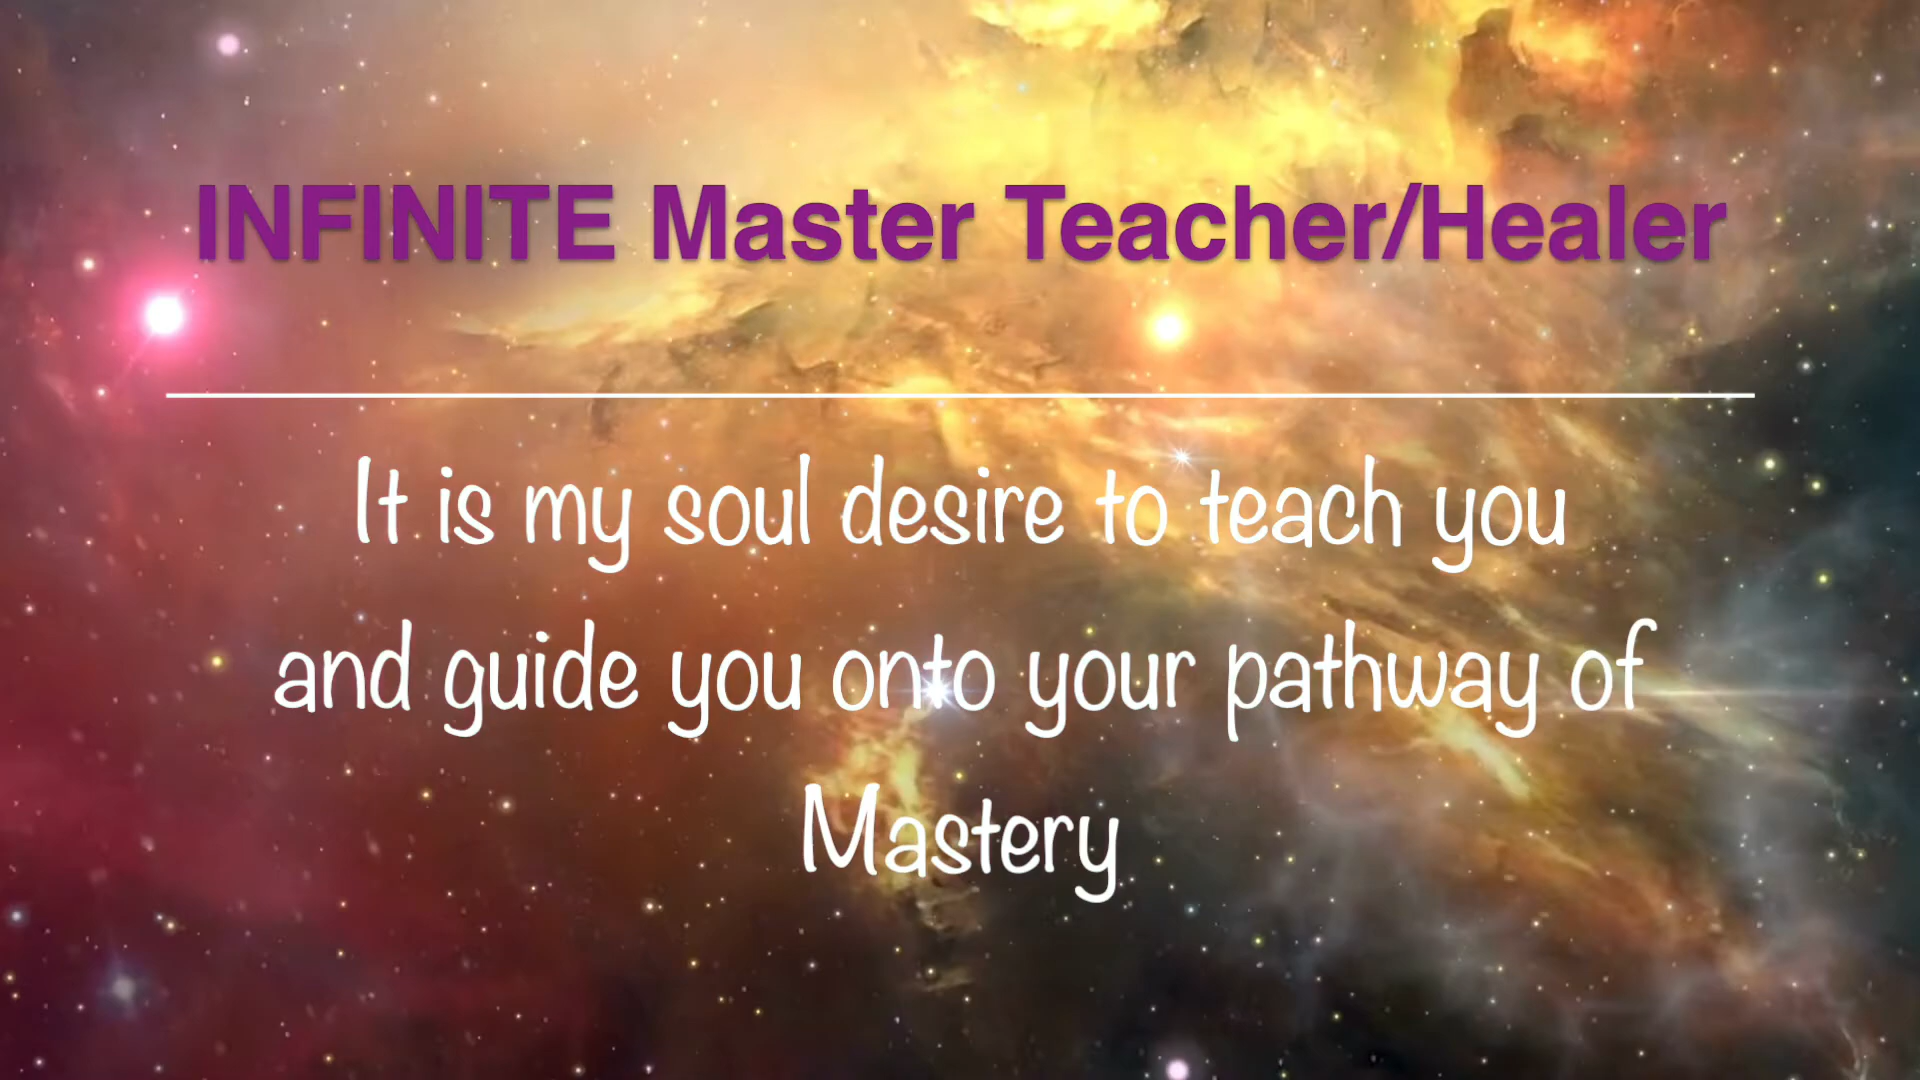 INFINITE Master Teacher/Healer
It is my soul desire to teach you
and guide you onto your pathway of
Mastery